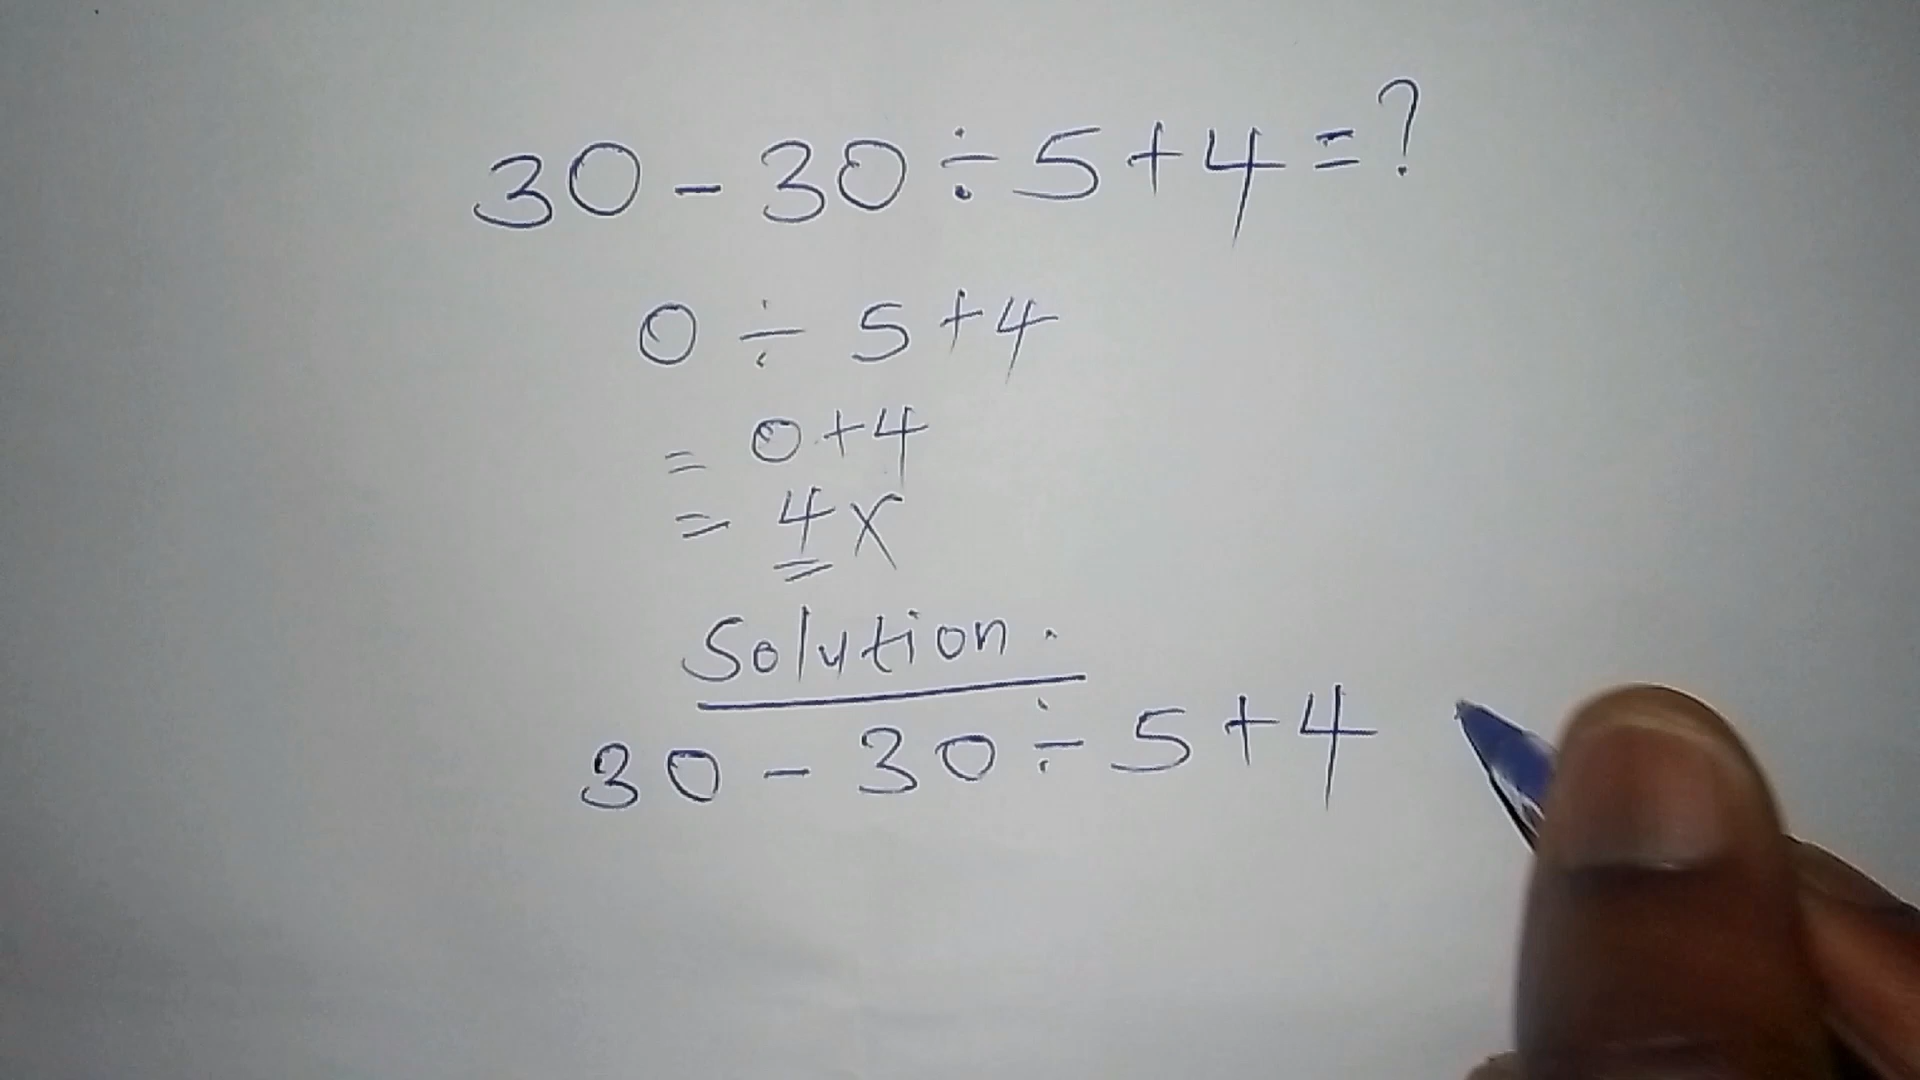 30 - 30 ÷ 5 + 4 = ?
0 ÷ 5 + 4
= 0 + 4
= 4 X
Solution.
30 - 30 ÷ 5 + 4